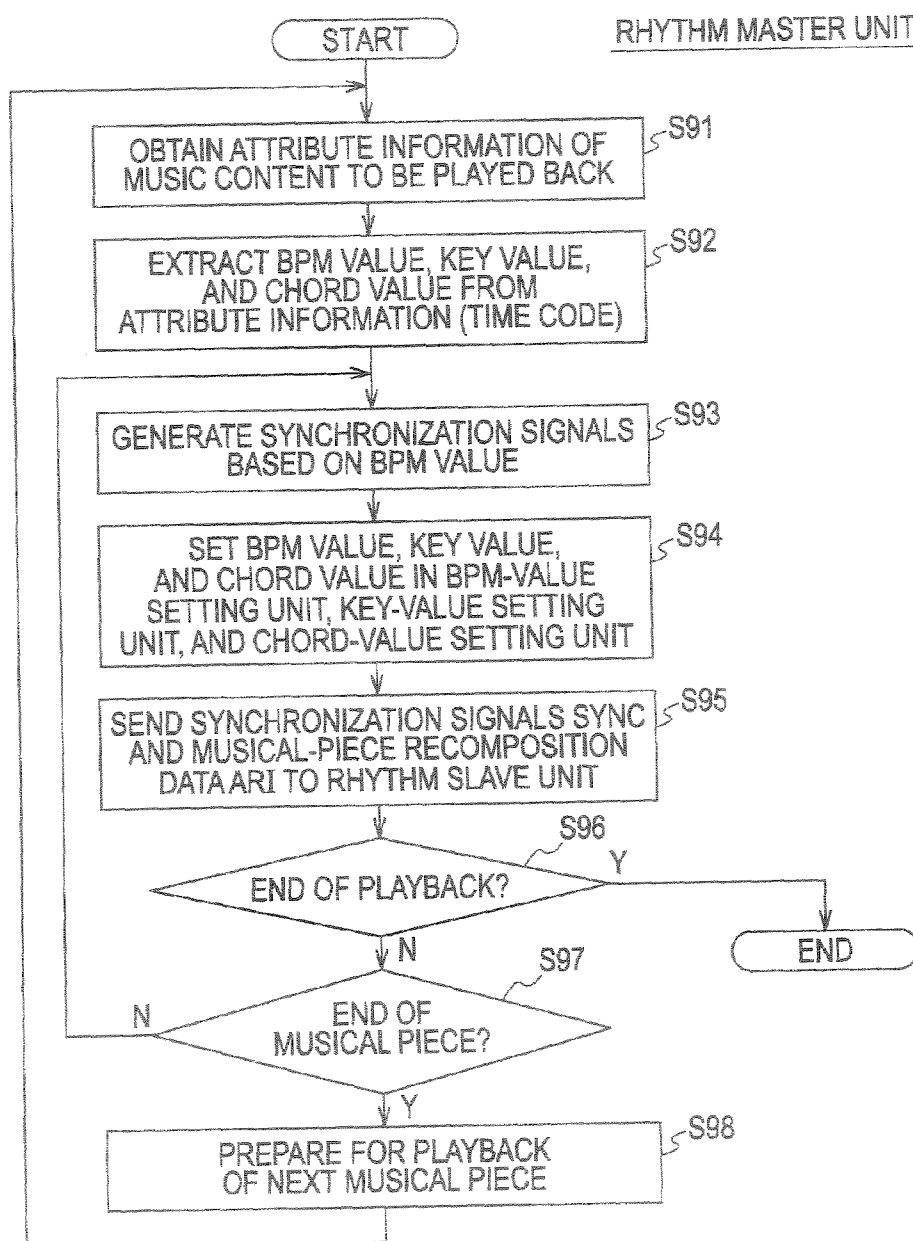 RHYTHM MASTER UNIT
START
S91
OBTAIN ATTRIBUTE INFORMATION OF
MUSIC CONTENT TO BE PLAYED BACK
S92
EXTRACT BPM VALUE, KEY VALUE,
AND CHORD VALUE FROM
ATTRIBUTE INFORMATION (TIME CODE)
S93
GENERATE SYNCHRONIZATION SIGNALS
BASED ON BPM VALUE
S94
SET BPM VALUE, KEY VALUE,
AND CHORD VALUE IN BPM-VALUE
SETTING UNIT, KEY-VALUE SETTING
UNIT, AND CHORD-VALUE SETTING UNIT
S95
SEND SYNCHRONIZATION SIGNALS SYNC
AND MUSICAL-PIECE RECOMPOSITION
DATA ARI TO RHYTHM SLAVE UNIT
S96
END OF PLAYBACK?
Y
END
N
S97
END OF
MUSICAL PIECE?
N
Y
S98
PREPARE FOR PLAYBACK
OF NEXT MUSICAL PIECE